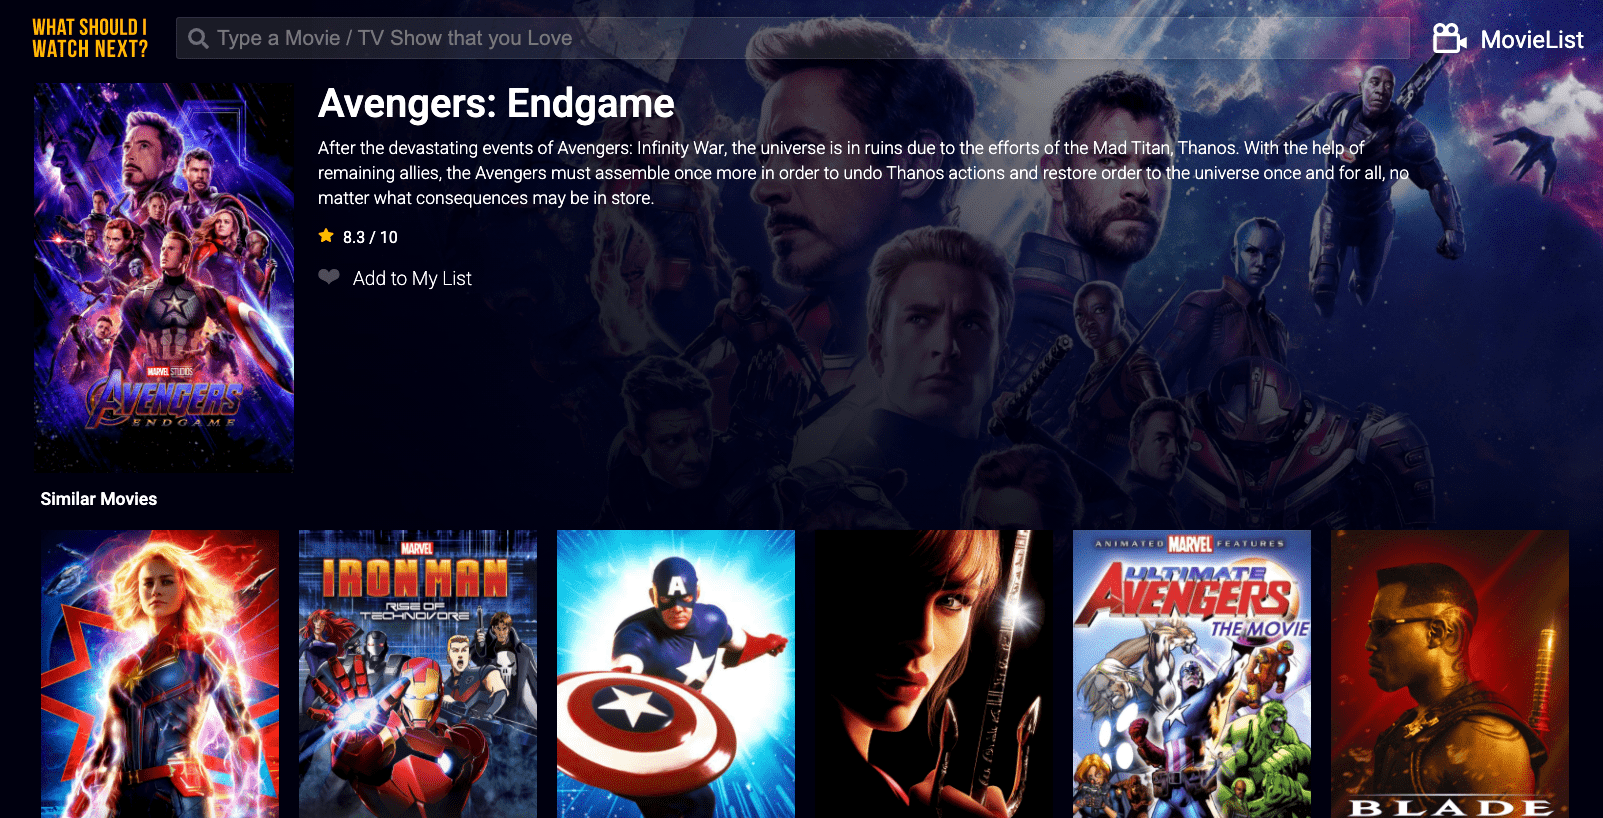 WHAT SHOULD I
WATCH NEXT?
Type a Movie / TV Show that you Love
MovieList
Avengers: Endgame
After the devastating events of Avengers: Infinity War, the universe is in ruins due to the efforts of the Mad Titan, Thanos. With the help of
remaining allies, the Avengers must assemble once more in order to undo Thanos actions and restore order to the universe once and for all, no
matter what consequences may be in store.
8.3 / 10
Add to My List
MARVEL STUDIOS
AVENGERS
ENDGAME
Similar Movies
MARVEL
IRON MAN
RISE OF
TECHNOVORE
A
ANIMATED MARVEL FEATURES
ULTIMATE
AVENGERS
THE MOVIE
BLADE